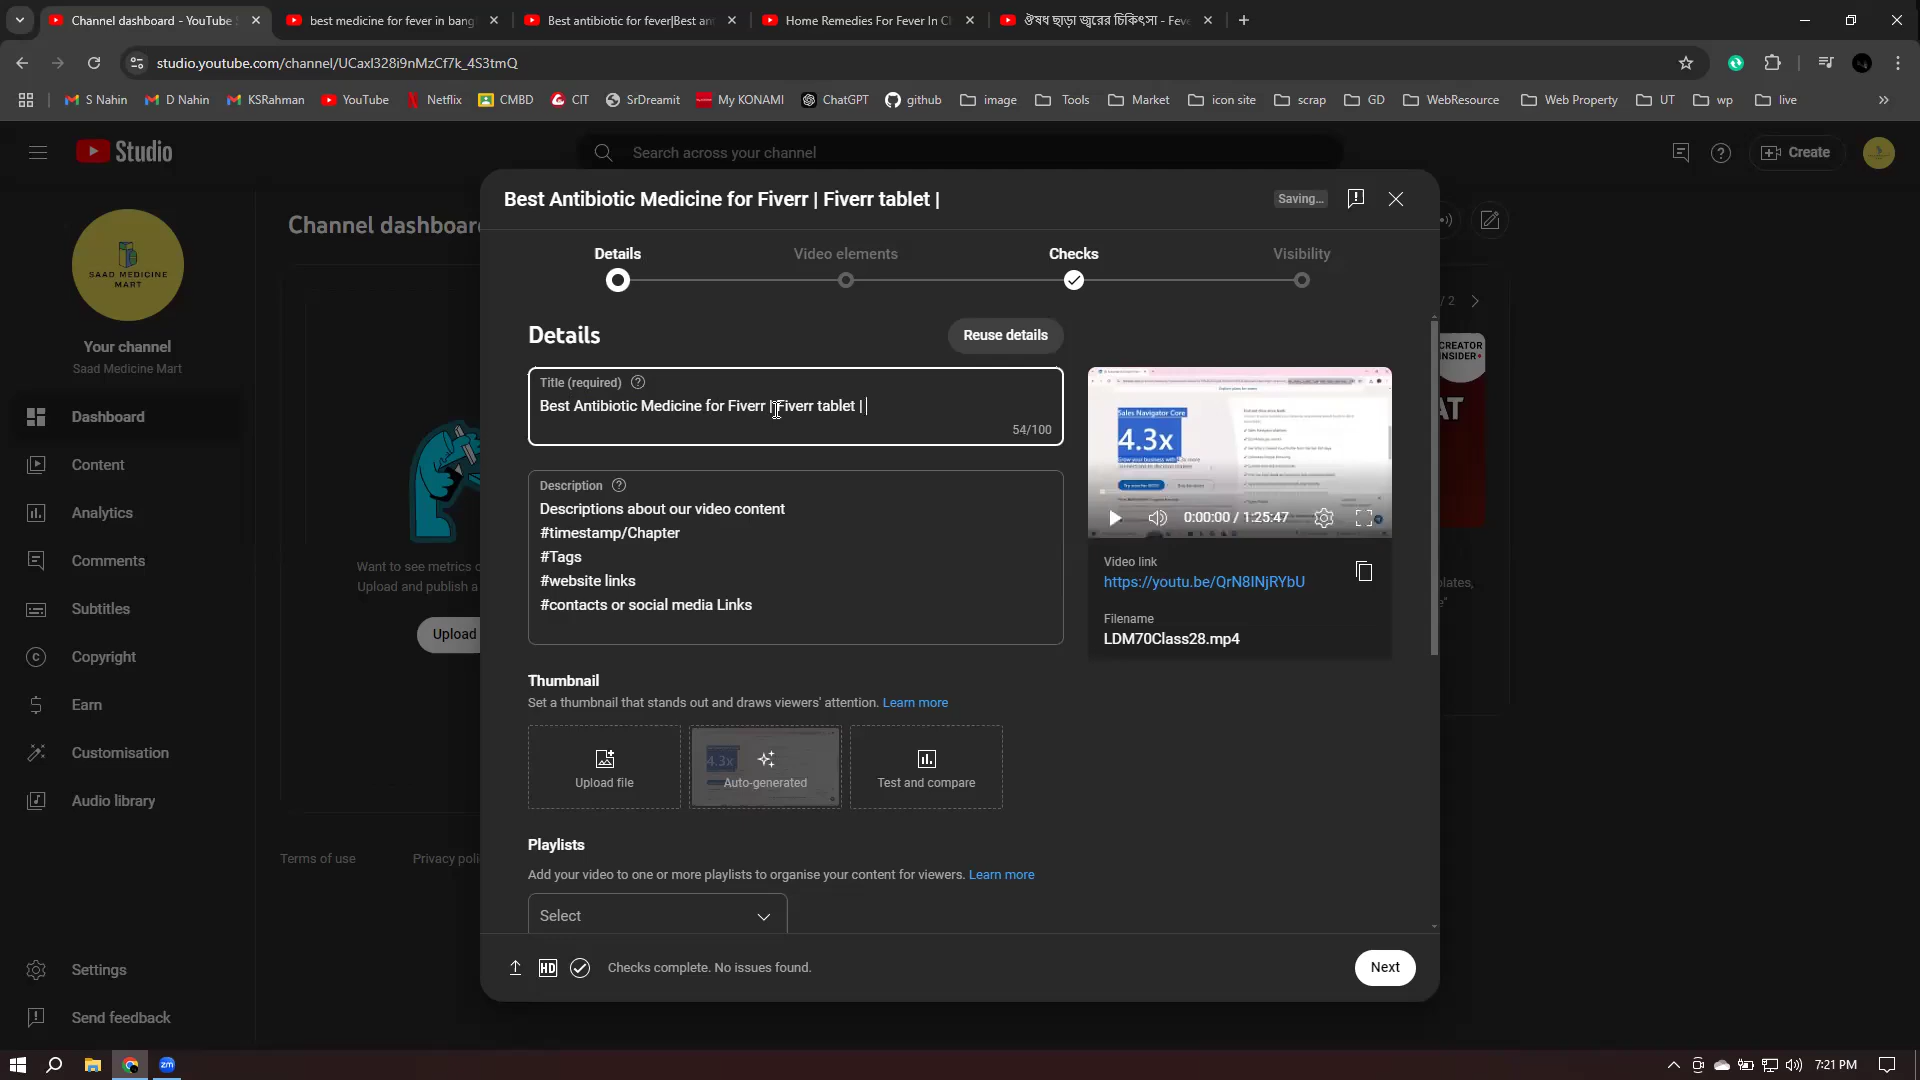 Channel dashboard - YouTube
best medicine for fever in bang
Best antibiotic for fever|Best an
Home Remedies For Fever In C
ঔষধ ছাড়া জ্বরের চিকিৎসা - Feve
studio.youtube.com/channel/UCaxl328i9nMzCf7k_4S3tmQ
S Nahin
D Nahin
KSRahman
YouTube
Netflix
CMBD
CIT
SrDreamit
My KONAMI
ChatGPT
github
image
Tools
Market
icon site
scrap
GD
WebResource
Web Property
UT
wp
live
Studio
Search across your channel
Create
SAAD MEDICINE
MART
Your channel
Saad Medicine Mart
Dashboard
Content
Analytics
Comments
Subtitles
Copyright
Earn
Customisation
Audio library
Settings
Send feedback
Channel dashboard
Want to see metrics o
Upload and publish a
Upload
Terms of use
Privacy poli
/ 2
CREATOR
INSIDER
AT
plates,
Best Antibiotic Medicine for Fiverr | Fiverr tablet |
Saving...
Details
Video elements
Checks
Visibility
Details
Reuse details
Title (required)
Best Antibiotic Medicine for Fiverr | Fiverr tablet |
54/100
Description
Descriptions about our video content
#timestamp/Chapter
#Tags
#website links
#contacts or social media Links
Sales Navigator Core
4.3x
0:00:00 / 1:25:47
Video link
https://youtu.be/QrN8INjRYbU
Filename
LDM70Class28.mp4
Thumbnail
Set a thumbnail that stands out and draws viewers' attention. Learn more
Upload file
4.3x
Auto-generated
Test and compare
Playlists
Add your video to one or more playlists to organise your content for viewers. Learn more
Select
HD
Checks complete. No issues found.
Next
zm
7:21 PM